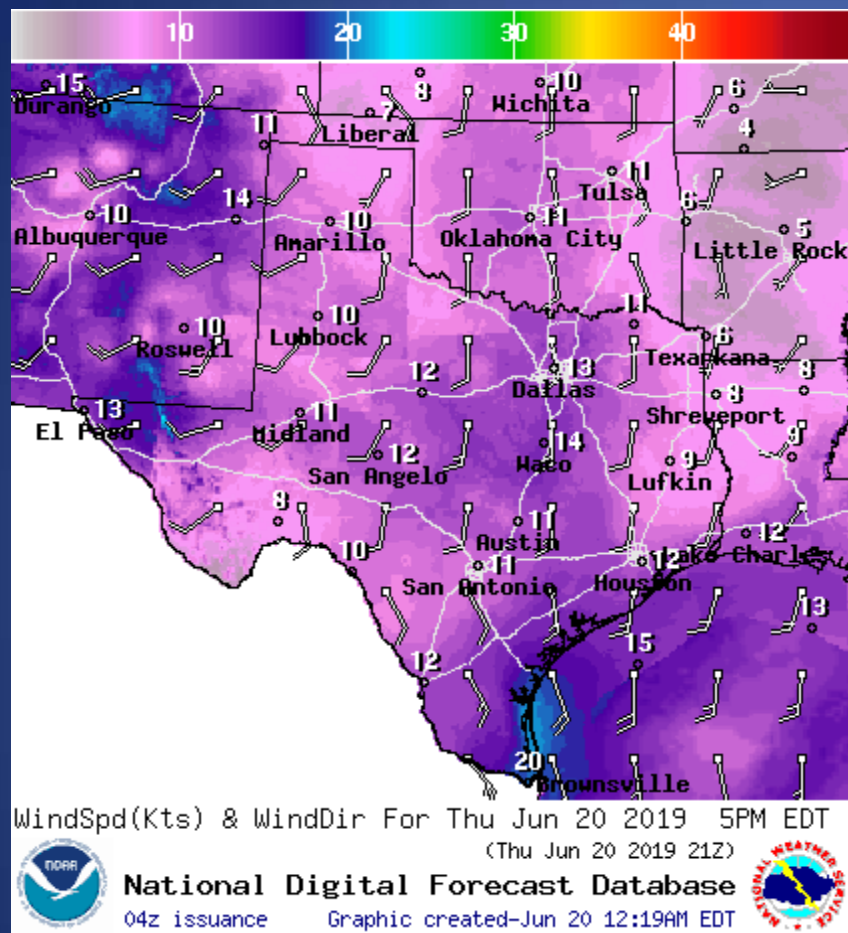 10 20 30 40
15 8 10 6
Durango Wichita
7
Liberal
11 4
11
Tulsa
14
10 10 11 6 5
Albuquerque Amarillo Oklahoma City Little Rock
10 10 11
Roswell Lubbock 6
Texarkana
13
12 Dallas 8 8
13 11 Shreveport
El Paso Midland
12 14 9 9
San Angelo Waco Lufkin
8 11 12
Austin Lake Charles
10 11 12
San Antonio Houston
13
15
12
20
Brownsville
WindSpd(Kts) & WindDir For Thu Jun 20 2019 5PM EDT
(Thu Jun 20 2019 21Z)
NOAA
National Digital Forecast Database
04z issuance Graphic created-Jun 20 12:19AM EDT
NATIONAL WEATHER SERVICE